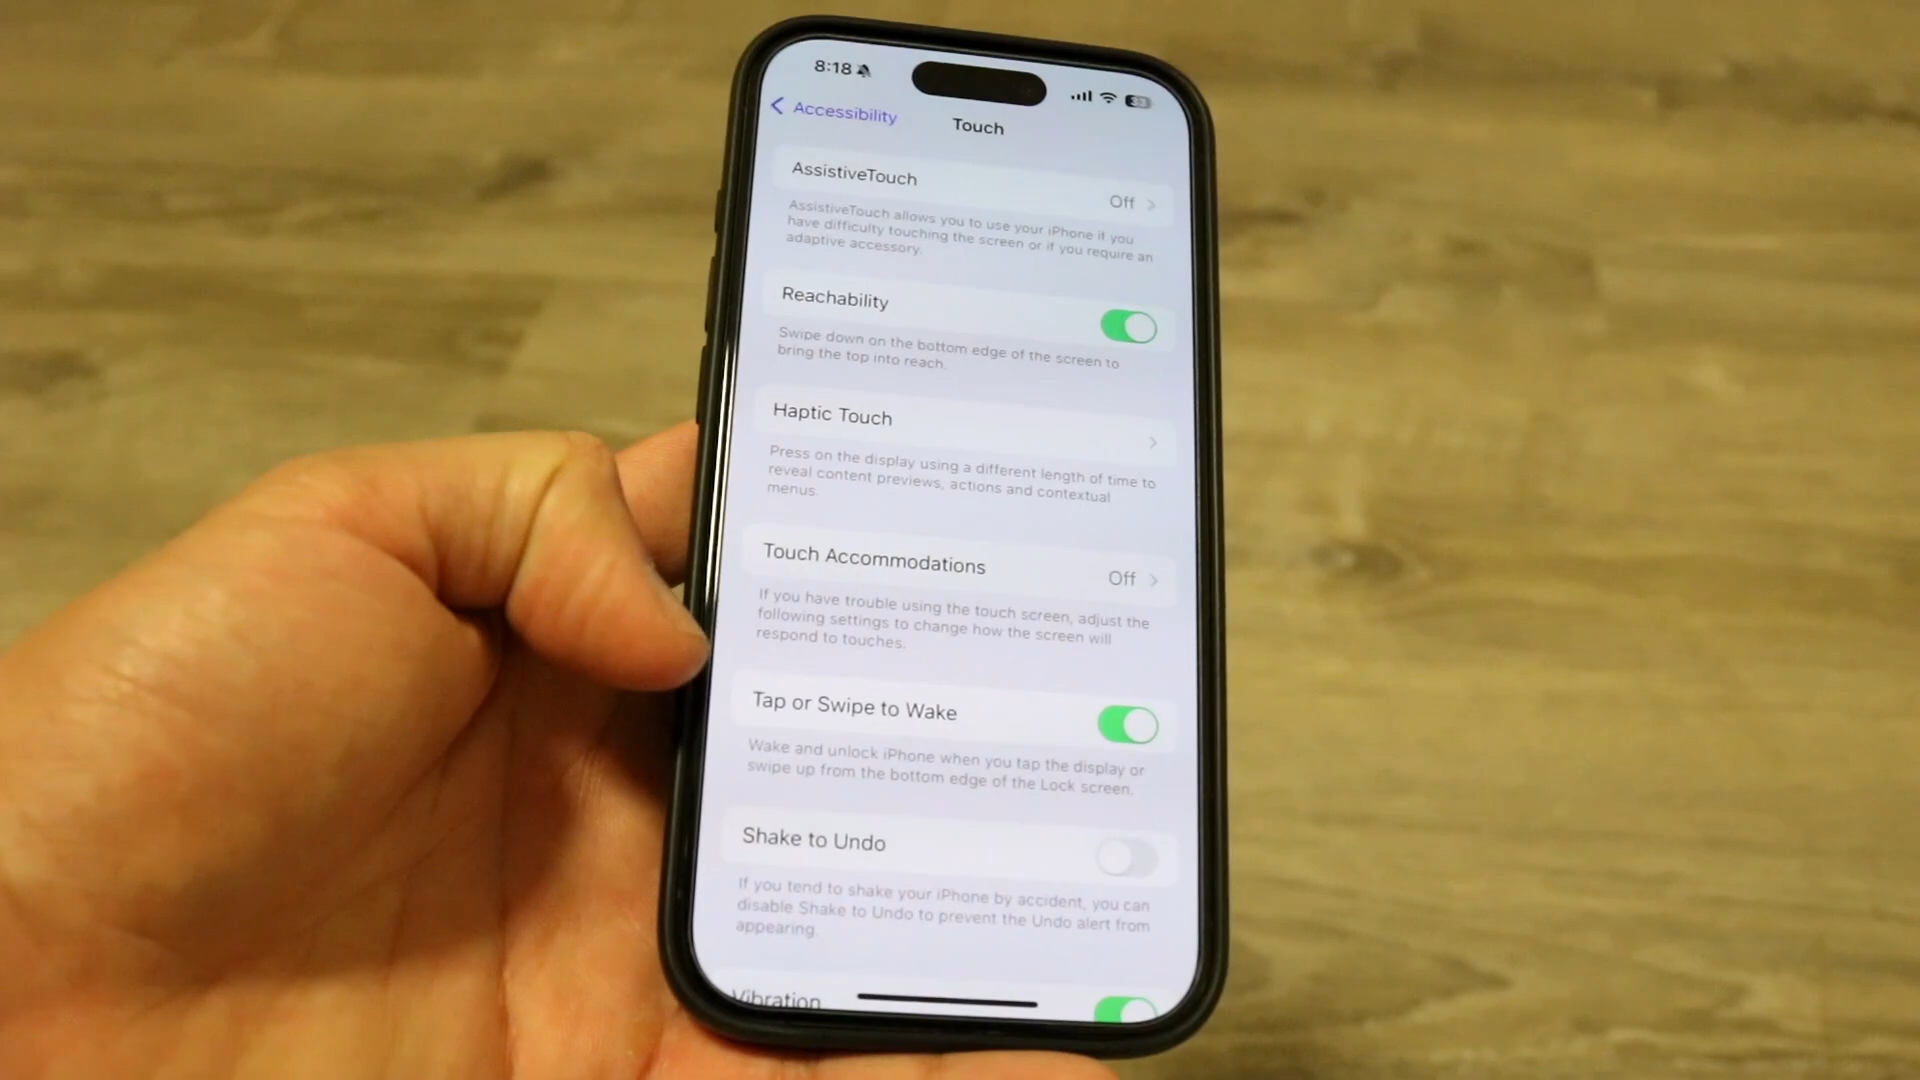 8:18
33
Accessibility
Touch
AssistiveTouch
Off
AssistiveTouch allows you to use your iPhone if you
have difficulty touching the screen or if you require an
adaptive accessory.
Reachability
Swipe down on the bottom edge of the screen to
bring the top into reach.
Haptic Touch
Press on the display using a different length of time to
reveal content previews, actions and contextual
menus.
Touch Accommodations
Off
If you have trouble using the touch screen, adjust the
following settings to change how the screen will
respond to touches.
Tap or Swipe to Wake
Wake and unlock iPhone when you tap the display or
swipe up from the bottom edge of the Lock screen.
Shake to Undo
If you tend to shake your iPhone by accident, you can
disable Shake to Undo to prevent the Undo alert from
appearing.
Vibration